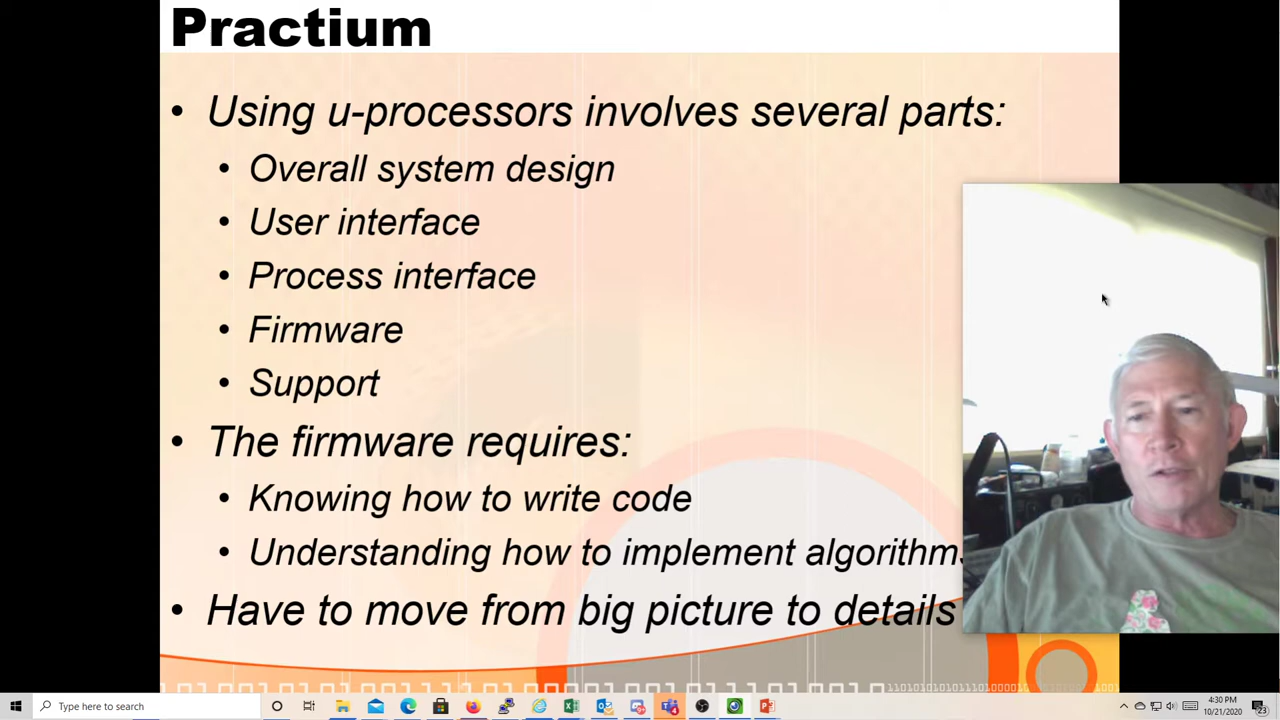 Practium
• Using u-processors involves several parts:
• Overall system design
• User interface
• Process interface
• Firmware
• Support
• The firmware requires:
• Knowing how to write code
• Understanding how to implement algorithms
• Have to move from big picture to details
Type here to search
4:30 PM
10/21/2020
23